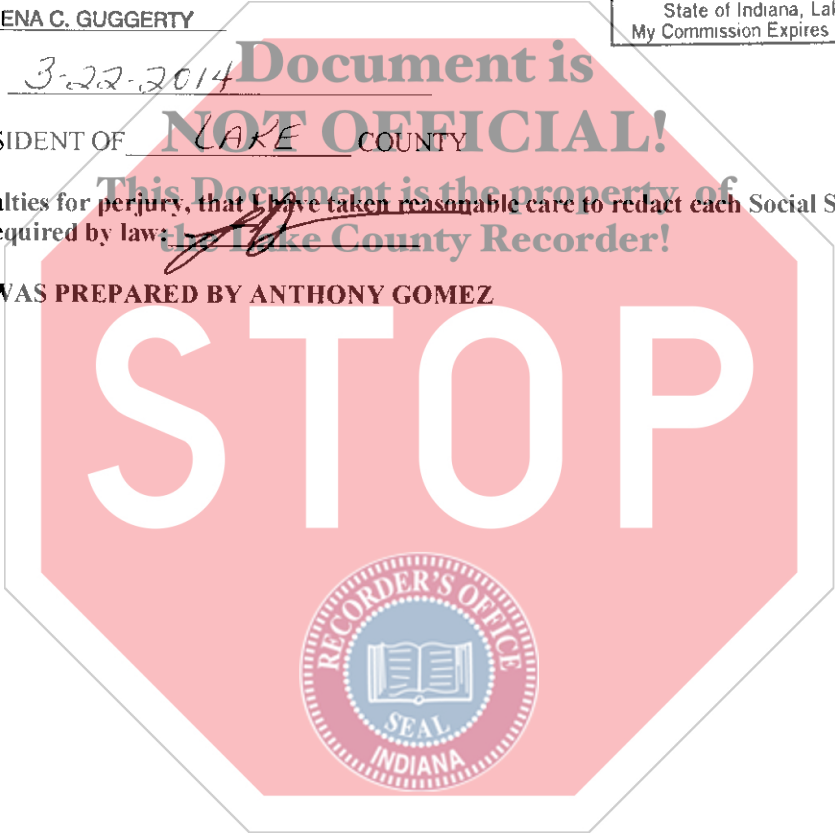 ENA C. GUGGERTY
State of Indiana, Lak
My Commission Expires
3-22-2014
Document is
SIDENT OF LAKE COUNTY
NOT OFFICIAL!
This Document is the property of
alties for perjury, that I have taken reasonable care to redact each Social S
equired by law:
the Lake County Recorder!
WAS PREPARED BY ANTHONY GOMEZ
STOP
RECORDER'S OFFICE
SEAL
INDIANA